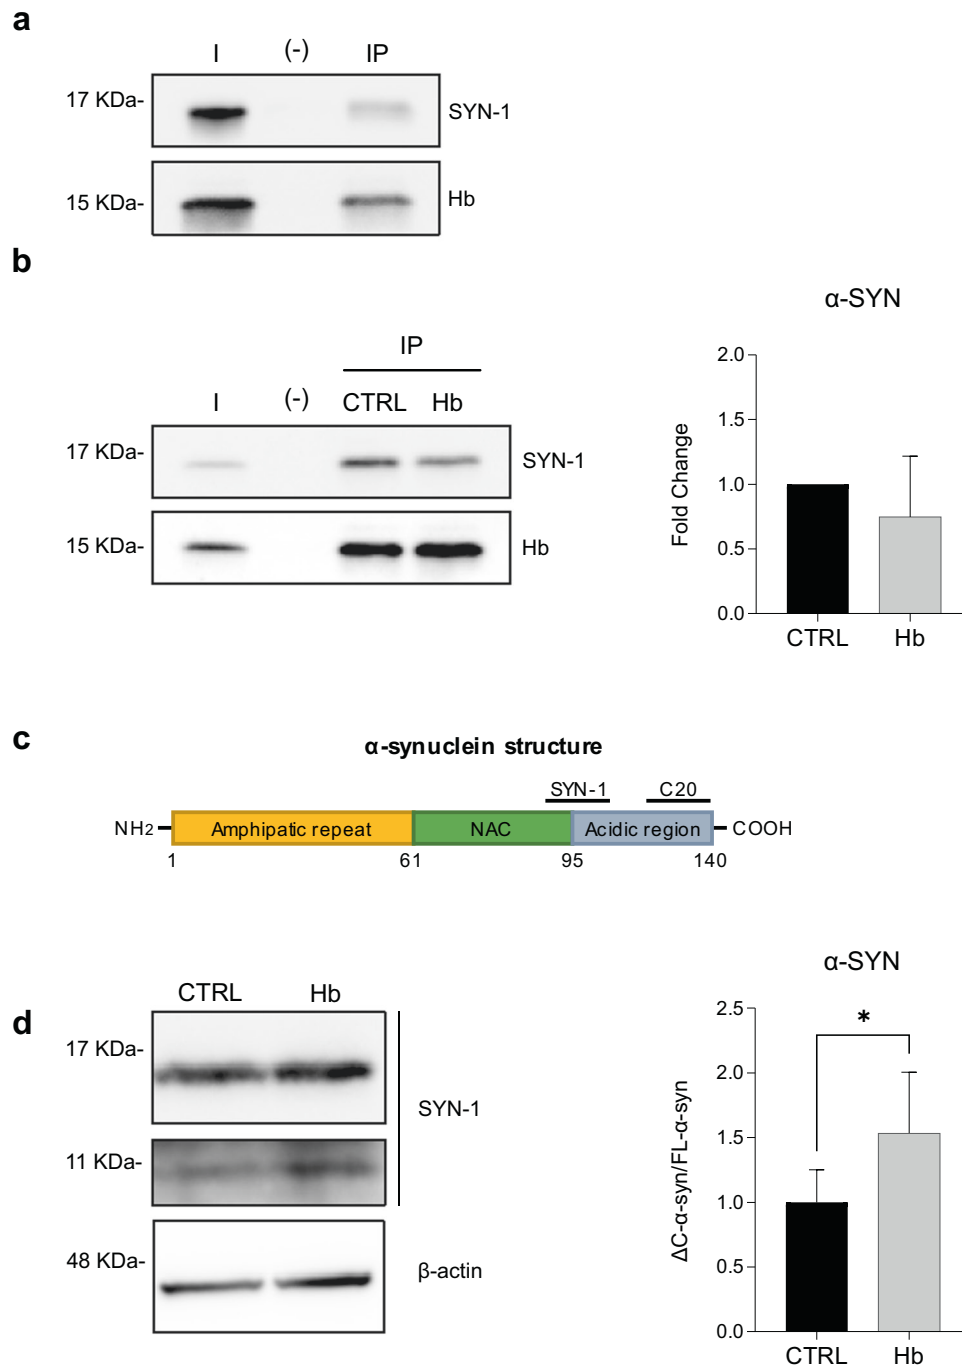 a
I (-) IP
17 KDa-
SYN-1
15 KDa-
Hb
b
IP
I (-) CTRL Hb
17 KDa-
SYN-1
15 KDa-
Hb
α-SYN
Fold Change
2.0
1.5
1.0
0.5
0.0
CTRL Hb
c
α-synuclein structure
SYN-1 C20
NH2 Amphipatic repeat NAC Acidic region COOH
1 61 95 140
d
CTRL Hb
17 KDa-
SYN-1
11 KDa-
48 KDa-
β-actin
α-SYN
ΔC-α-syn/FL-α-syn
2.5
2.0
1.5
1.0
0.5
0.0
*
CTRL Hb